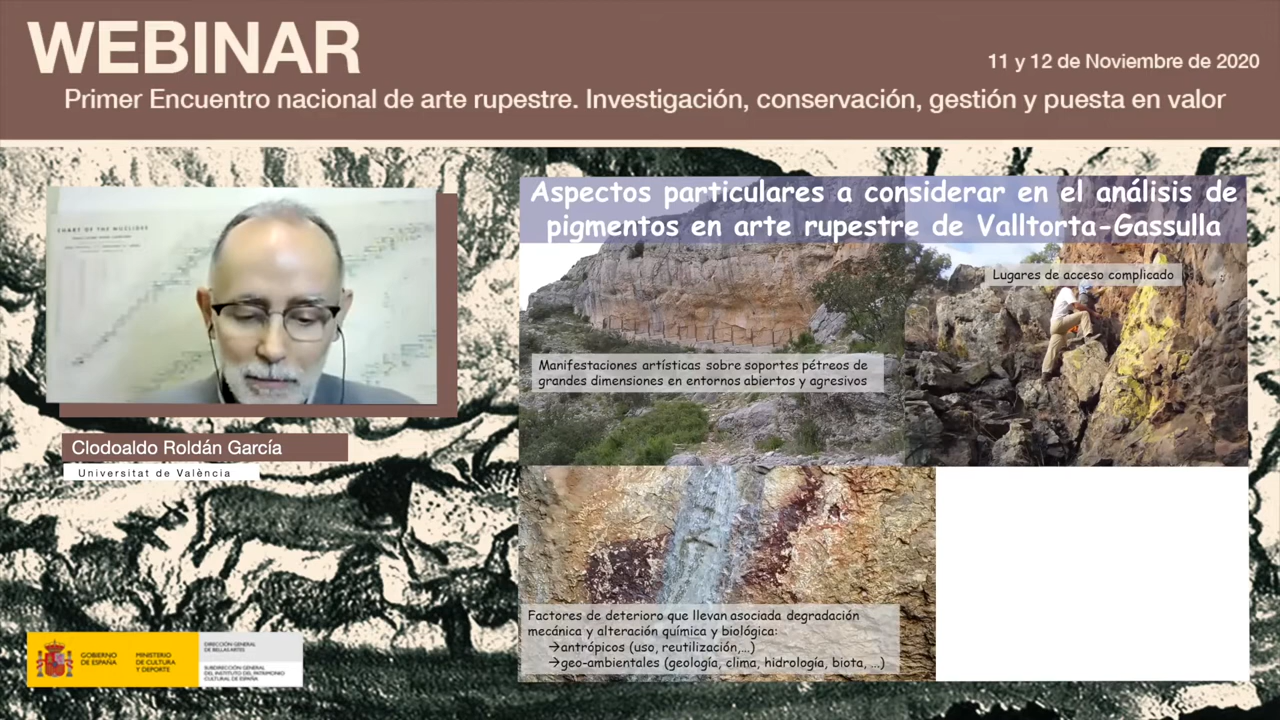 WEBINAR
11 y 12 de Noviembre de 2020
Primer Encuentro nacional de arte rupestre. Investigación, conservación, gestión y puesta en valor
CHART OF THE NUCLIDES
Clodoaldo Roldán García
Universitat de València
GOBIERNO
DE ESPAÑA
MINISTERIO
DE CULTURA
Y DEPORTE
DIRECCIÓN GENERAL
DE BELLAS ARTES
SUBDIRECCIÓN GENERAL
DEL INSTITUTO DEL PATRIMONIO
CULTURAL DE ESPAÑA
Aspectos particulares a considerar en el análisis de
pigmentos en arte rupestre de Valltorta-Gassulla
Lugares de acceso complicado
Manifestaciones artísticas sobre soportes pétreos de
grandes dimensiones en entornos abiertos y agresivos
Factores de deterioro que llevan asociada degradación
mecánica y alteración química y biológica:
→antrópicos (uso, reutilización,...)
→geo-ambientales (geología, clima, hidrología, biota, ...)